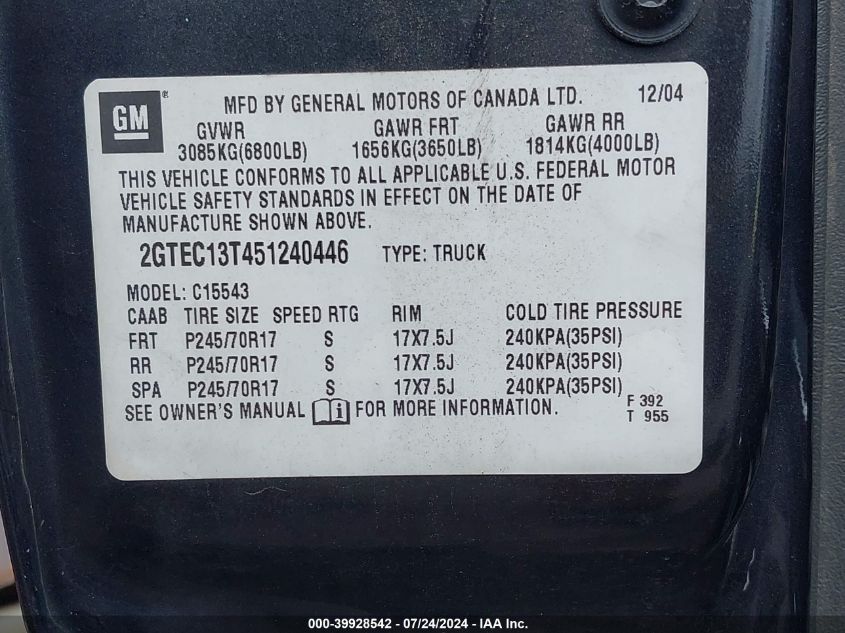 GM ® MFD BY GENERAL MOTORS OF CANADA LTD. 12/04
GVWR GAWR FRT GAWR RR
3085KG(6800LB) 1656KG(3650LB) 1814KG(4000LB)
THIS VEHICLE CONFORMS TO ALL APPLICABLE U.S. FEDERAL MOTOR
VEHICLE SAFETY STANDARDS IN EFFECT ON THE DATE OF
MANUFACTURE SHOWN ABOVE.
2GTEC13T451240446 TYPE: TRUCK
MODEL: C15543
CAAB TIRE SIZE SPEED RTG RIM COLD TIRE PRESSURE
FRT P245/70R17 S 17X7.5J 240KPA(35PSI)
RR P245/70R17 S 17X7.5J 240KPA(35PSI)
SPA P245/70R17 S 17X7.5J 240KPA(35PSI)
SEE OWNER'S MANUAL i FOR MORE INFORMATION. F 392
T 955
000-39928542 / 07/24/2024 - IAA Inc.